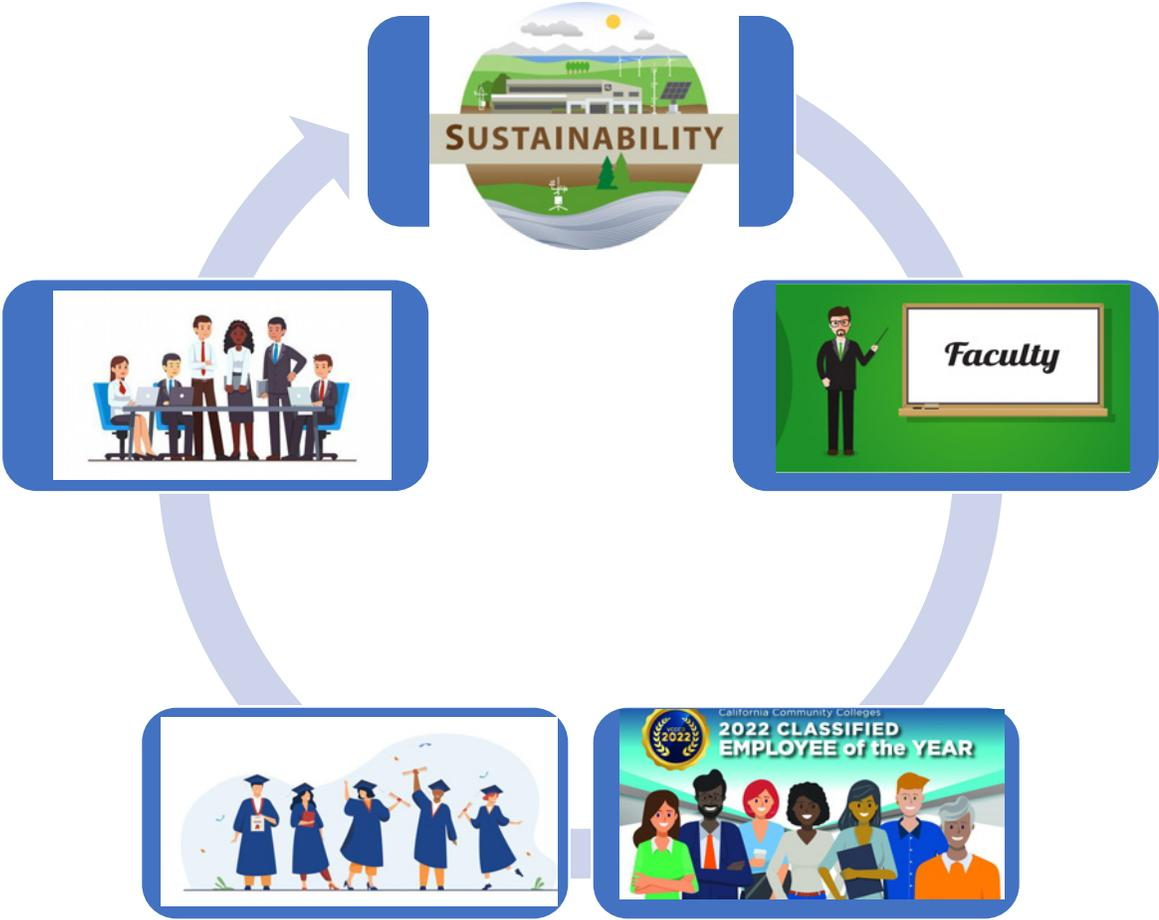 SUSTAINABILITY
Faculty
California Community Colleges
2022 CLASSIFIED
EMPLOYEE of the YEAR
2022